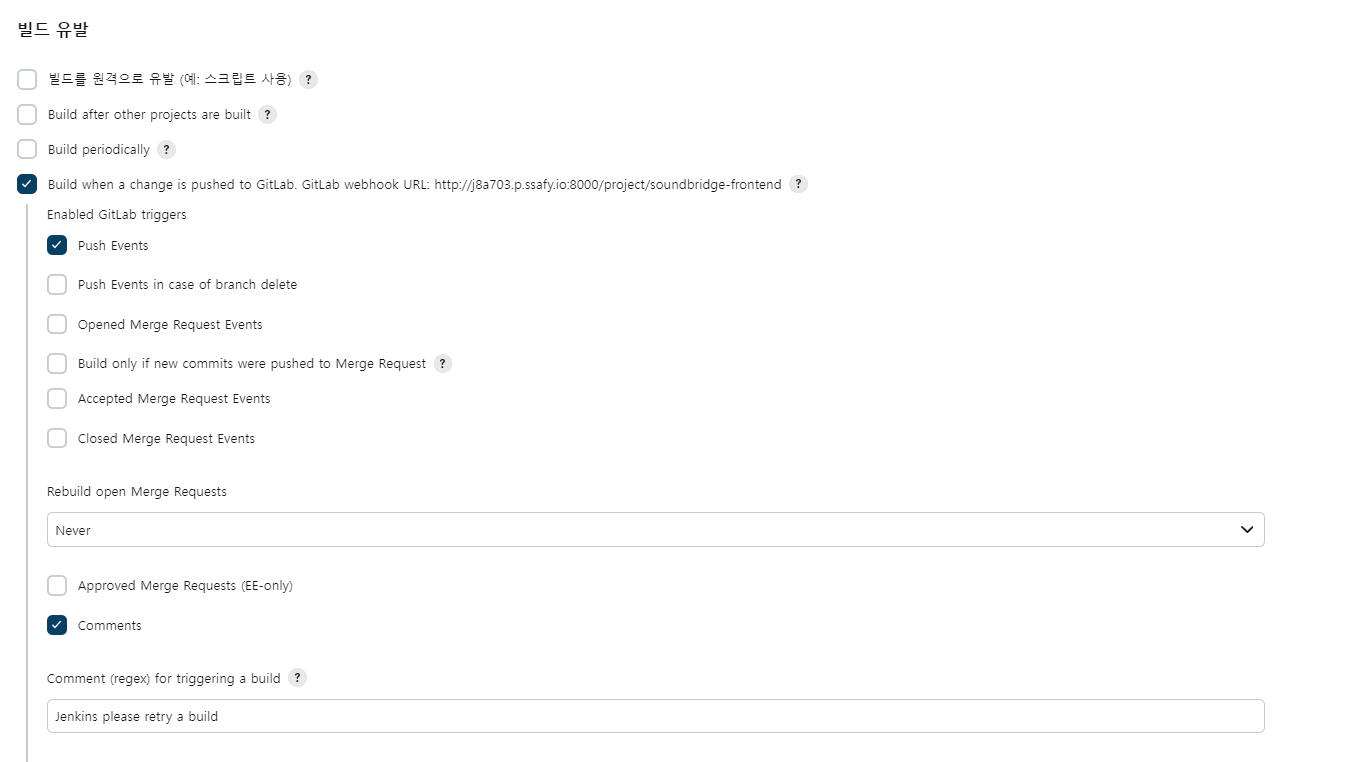 빌드 유발
빌드를 원격으로 유발 (예: 스크립트 사용) ?
Build after other projects are built ?
Build periodically ?
Build when a change is pushed to GitLab. GitLab webhook URL: http://j8a703.p.ssafy.io:8000/project/soundbridge-frontend ?
Enabled GitLab triggers
Push Events
Push Events in case of branch delete
Opened Merge Request Events
Build only if new commits were pushed to Merge Request ?
Accepted Merge Request Events
Closed Merge Request Events
Rebuild open Merge Requests
Never
Approved Merge Requests (EE-only)
Comments
Comment (regex) for triggering a build ?
Jenkins please retry a build